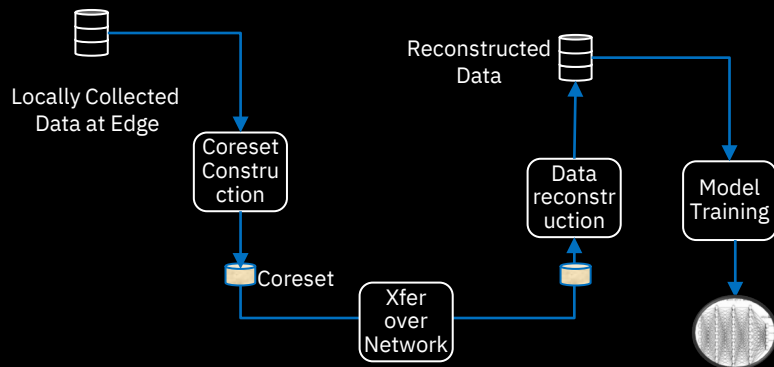 Locally Collected
Data at Edge
Coreset
Constru
ction
Coreset
Xfer
over
Network
Reconstructed
Data
Data
reconstr
uction
Model
Training